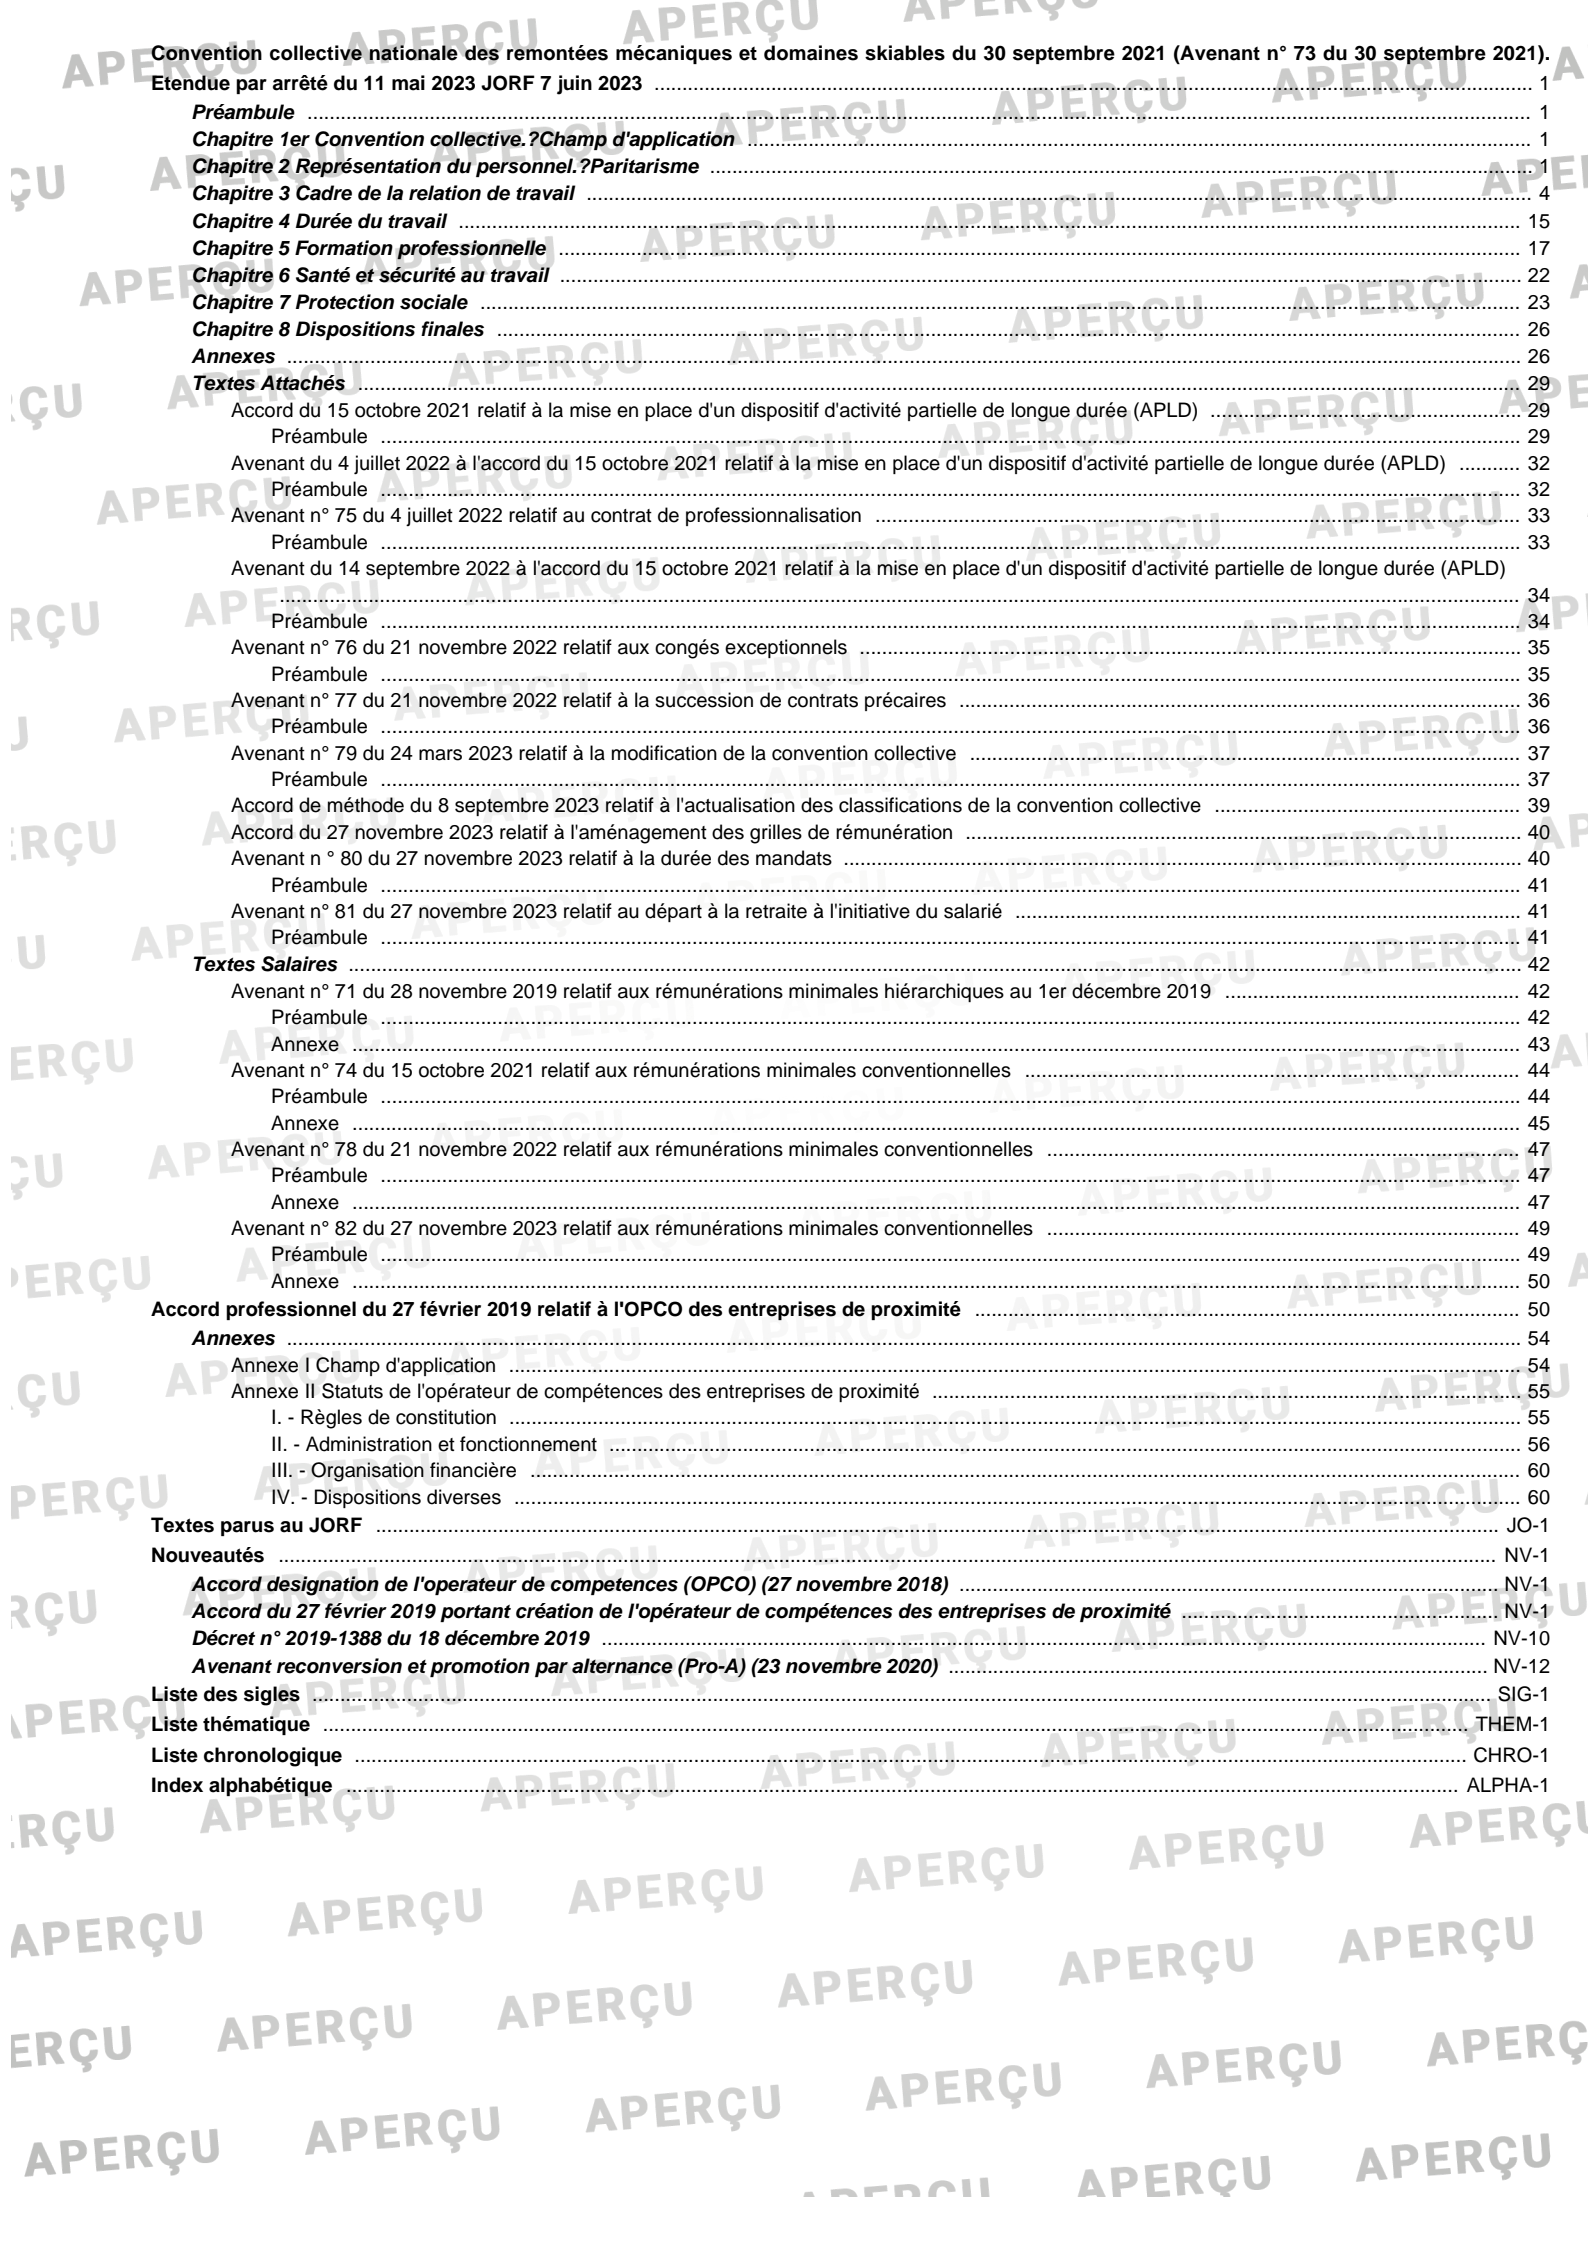 Convention collective nationale des remontées mécaniques et domaines skiables du 30 septembre 2021 (Avenant n° 73 du 30 septembre 2021).
Etendue par arrêté du 11 mai 2023 JORF 7 juin 2023 ... 1
Préambule ... 1
Chapitre 1er Convention collective.?Champ d'application ... 1
Chapitre 2 Représentation du personnel.?Paritarisme ... 1
Chapitre 3 Cadre de la relation de travail ... 4
Chapitre 4 Durée du travail ... 15
Chapitre 5 Formation professionnelle ... 17
Chapitre 6 Santé et sécurité au travail ... 22
Chapitre 7 Protection sociale ... 23
Chapitre 8 Dispositions finales ... 26
Annexes ... 26
Textes Attachés ... 29
Accord du 15 octobre 2021 relatif à la mise en place d'un dispositif d'activité partielle de longue durée (APLD) ... 29
Préambule ... 29
Avenant du 4 juillet 2022 à l'accord du 15 octobre 2021 relatif à la mise en place d'un dispositif d'activité partielle de longue durée (APLD) ... 32
Préambule ... 32
Avenant n° 75 du 4 juillet 2022 relatif au contrat de professionnalisation ... 33
Préambule ... 33
Avenant du 14 septembre 2022 à l'accord du 15 octobre 2021 relatif à la mise en place d'un dispositif d'activité partielle de longue durée (APLD)
... 34
Préambule ... 34
Avenant n° 76 du 21 novembre 2022 relatif aux congés exceptionnels ... 35
Préambule ... 35
Avenant n° 77 du 21 novembre 2022 relatif à la succession de contrats précaires ... 36
Préambule ... 36
Avenant n° 79 du 24 mars 2023 relatif à la modification de la convention collective ... 37
Préambule ... 37
Accord de méthode du 8 septembre 2023 relatif à l'actualisation des classifications de la convention collective ... 39
Accord du 27 novembre 2023 relatif à l'aménagement des grilles de rémunération ... 40
Avenant n ° 80 du 27 novembre 2023 relatif à la durée des mandats ... 40
Préambule ... 41
Avenant n° 81 du 27 novembre 2023 relatif au départ à la retraite à l'initiative du salarié ... 41
Préambule ... 41
Textes Salaires ... 42
Avenant n° 71 du 28 novembre 2019 relatif aux rémunérations minimales hiérarchiques au 1er décembre 2019 ... 42
Préambule ... 42
Annexe ... 43
Avenant n° 74 du 15 octobre 2021 relatif aux rémunérations minimales conventionnelles ... 44
Préambule ... 44
Annexe ... 45
Avenant n° 78 du 21 novembre 2022 relatif aux rémunérations minimales conventionnelles ... 47
Préambule ... 47
Annexe ... 47
Avenant n° 82 du 27 novembre 2023 relatif aux rémunérations minimales conventionnelles ... 49
Préambule ... 49
Annexe ... 50
Accord professionnel du 27 février 2019 relatif à l'OPCO des entreprises de proximité ... 50
Annexes ... 54
Annexe I Champ d'application ... 54
Annexe II Statuts de l'opérateur de compétences des entreprises de proximité ... 55
I. - Règles de constitution ... 55
II. - Administration et fonctionnement ... 56
III. - Organisation financière ... 60
IV. - Dispositions diverses ... 60
Textes parus au JORF ... JO-1
Nouveautés ... NV-1
Accord designation de l'operateur de competences (OPCO) (27 novembre 2018) ... NV-1
Accord du 27 février 2019 portant création de l'opérateur de compétences des entreprises de proximité ... NV-1
Décret n° 2019-1388 du 18 décembre 2019 ... NV-10
Avenant reconversion et promotion par alternance (Pro-A) (23 novembre 2020) ... NV-12
Liste des sigles ... SIG-1
Liste thématique ... THEM-1
Liste chronologique ... CHRO-1
Index alphabétique ... ALPHA-1
APERÇU